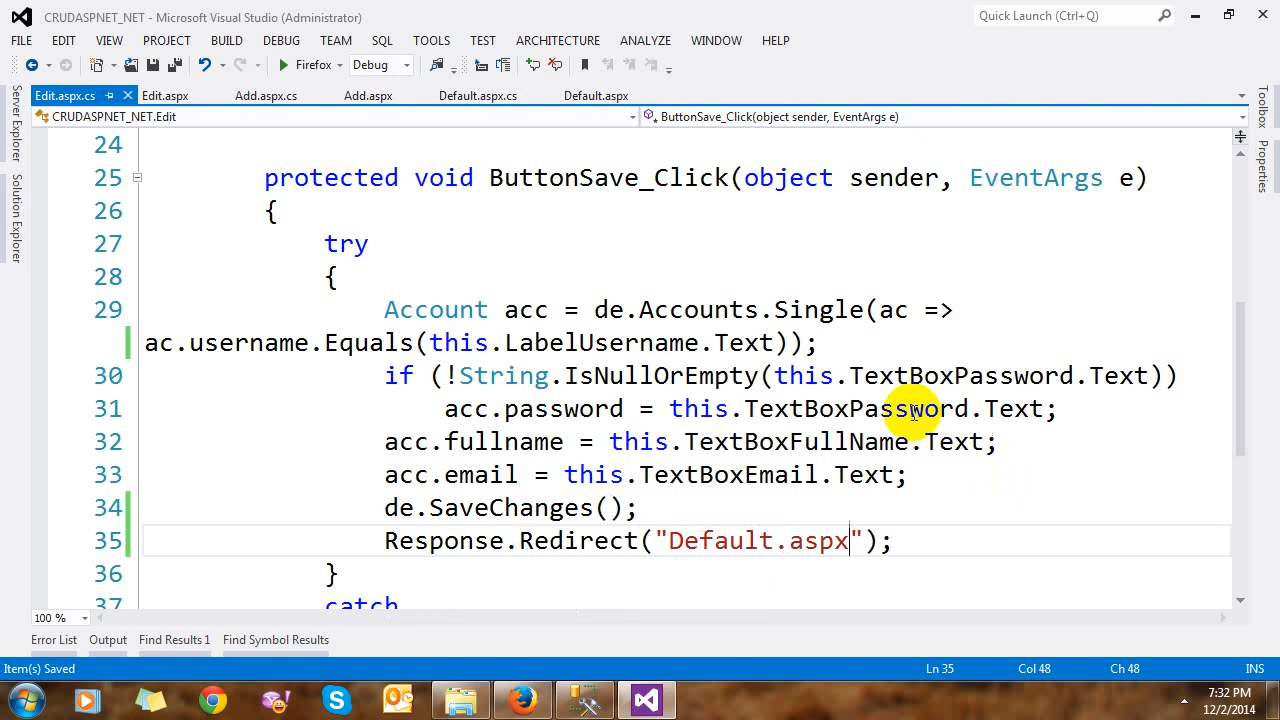 CRUDASPNET_NET - Microsoft Visual Studio (Administrator)
Quick Launch (Ctrl+Q)
FILE EDIT VIEW PROJECT BUILD DEBUG TEAM SQL TOOLS TEST ARCHITECTURE ANALYZE WINDOW HELP
Firefox Debug
Edit.aspx.cs Edit.aspx Add.aspx.cs Add.aspx Default.aspx.cs Default.aspx
CRUDASPNET_NET.Edit ButtonSave_Click(object sender, EventArgs e)
Server Explorer
Solution Explorer
Toolbox
Properties
24
25 protected void ButtonSave_Click(object sender, EventArgs e)
26 {
27 try
28 {
29 Account acc = de.Accounts.Single(ac =>
ac.username.Equals(this.LabelUsername.Text));
30 if (!String.IsNullOrEmpty(this.TextBoxPassword.Text))
31 acc.password = this.TextBoxPassword.Text;
32 acc.fullname = this.TextBoxFullName.Text;
33 acc.email = this.TextBoxEmail.Text;
34 de.SaveChanges();
35 Response.Redirect("Default.aspx");
36 }
37 catch
100 %
Error List Output Find Results 1 Find Symbol Results
Item(s) Saved Ln 35 Col 48 Ch 48 INS
7:32 PM
12/2/2014